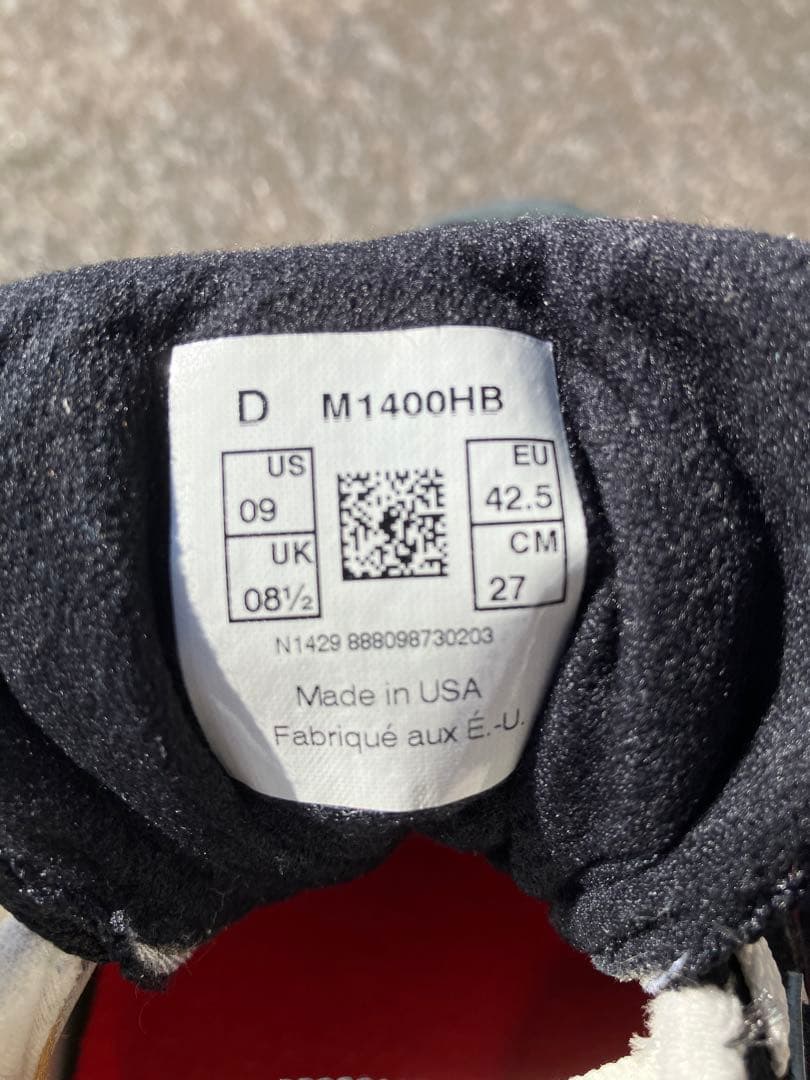 D M1400HB
US 09
EU 42.5
UK 08½
CM 27
N1429 888098730203
Made in USA
Fabriqué aux É.-U.